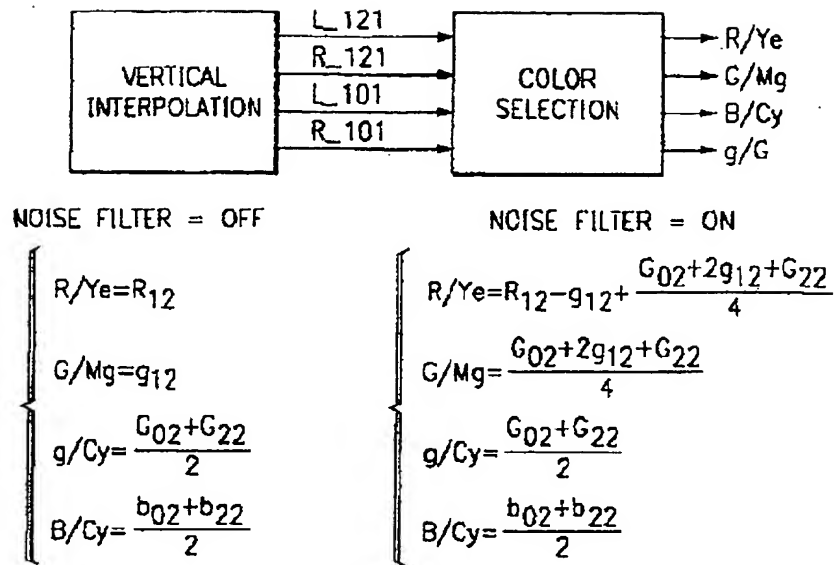 L_121
R_121
L_101
R_101
VERTICAL
INTERPOLATION
COLOR
SELECTION
R/Ye
G/Mg
B/Cy
g/G
NOISE FILTER = OFF
R/Ye=R12
G/Mg=g12
g/Cy=G02+G22/2
B/Cy=b02+b22/2
NOISE FILTER = ON
R/Ye=R12-g12+G02+2g12+G22/4
G/Mg=G02+2g12+G22/4
g/Cy=G02+G22/2
B/Cy=b02+b22/2